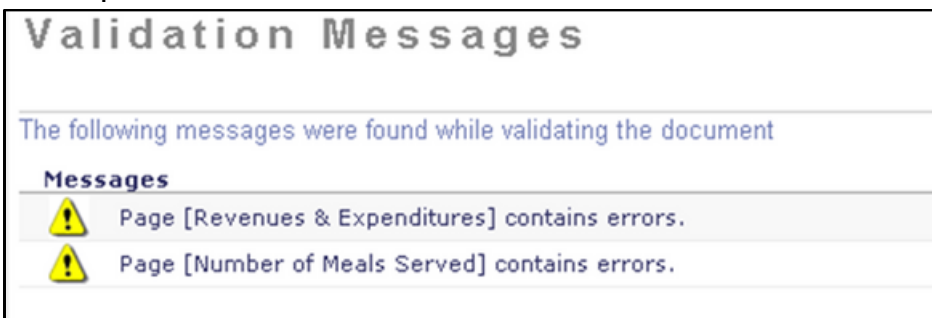 Validation Messages
The following messages were found while validating the document
Messages
Page [Revenues & Expenditures] contains errors.
Page [Number of Meals Served] contains errors.